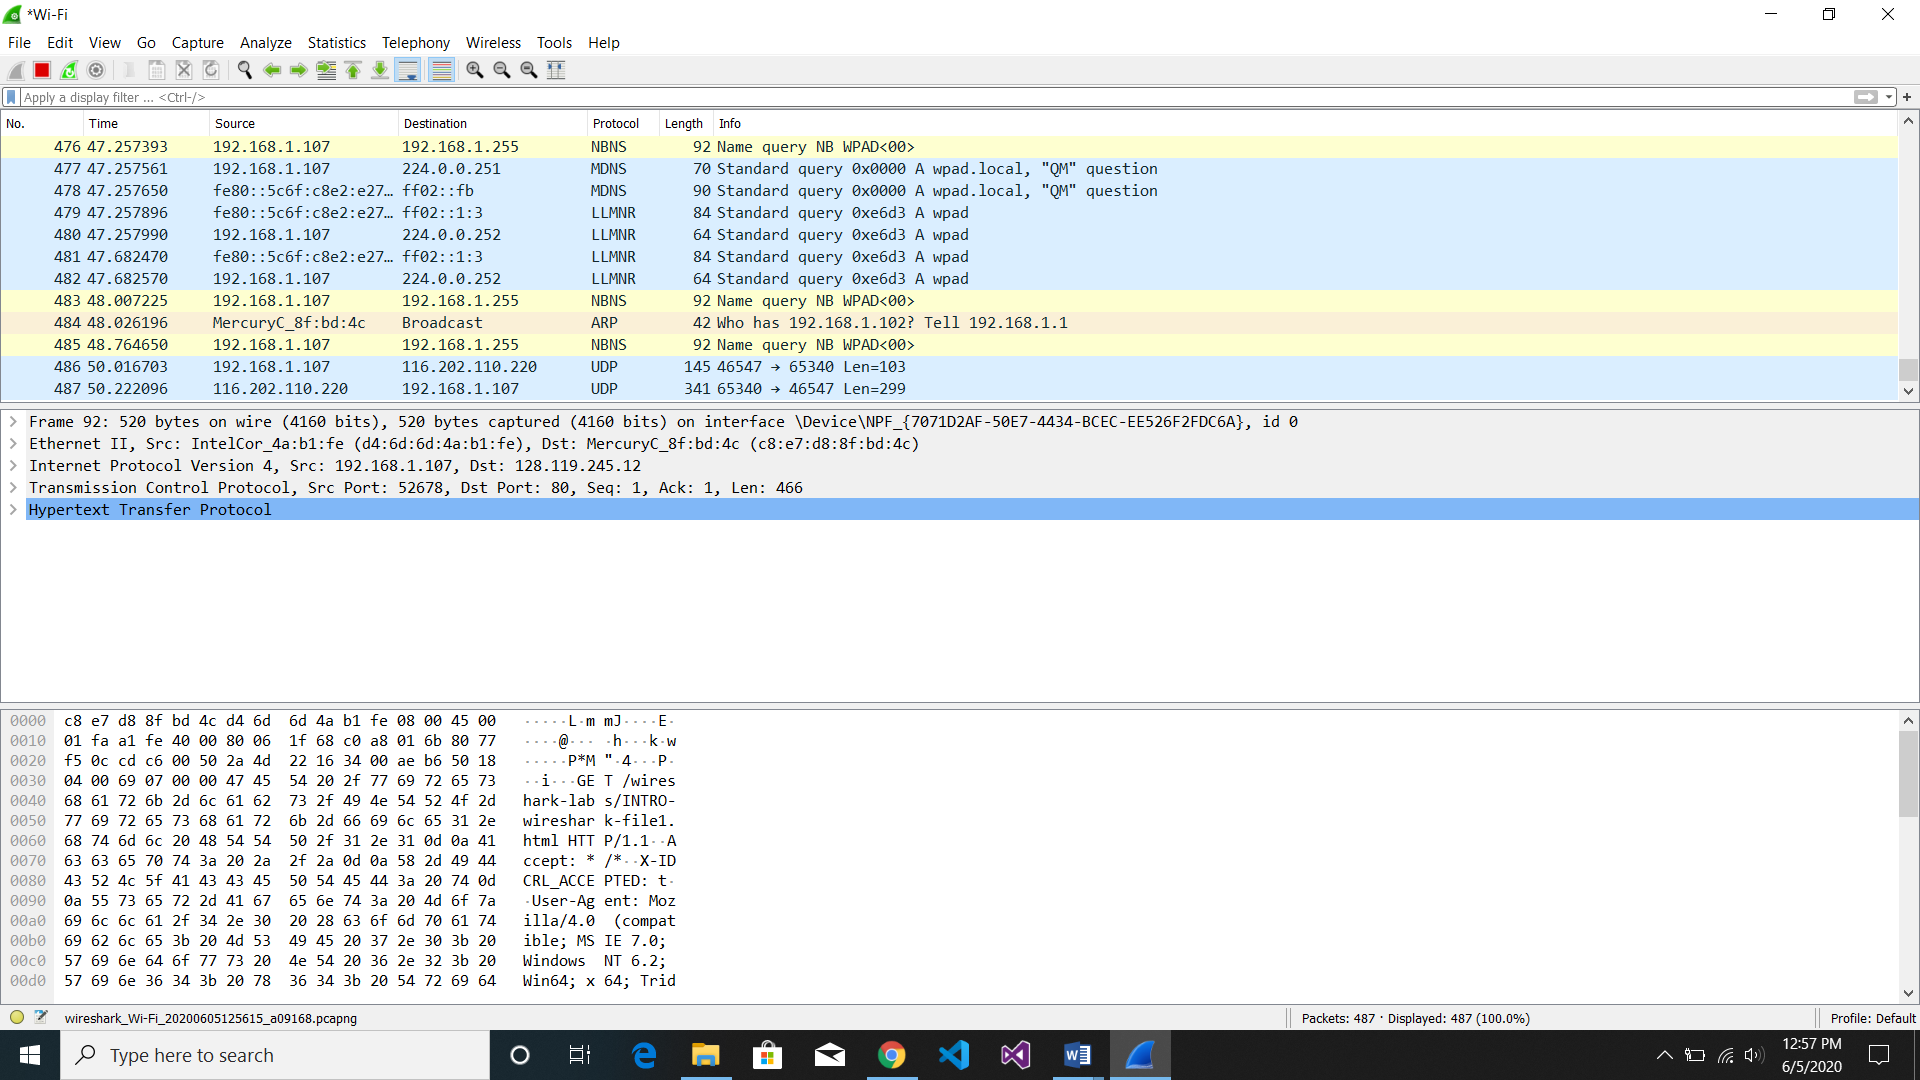 *Wi-Fi
File Edit View Go Capture Analyze Statistics Telephony Wireless Tools Help
Apply a display filter ... <Ctrl-/>
No. Time Source Destination Protocol Length Info
476 47.257393 192.168.1.107 192.168.1.255 NBNS 92 Name query NB WPAD<00>
477 47.257561 192.168.1.107 224.0.0.251 MDNS 70 Standard query 0x0000 A wpad.local, "QM" question
478 47.257650 fe80::5c6f:c8e2:e27… ff02::fb MDNS 90 Standard query 0x0000 A wpad.local, "QM" question
479 47.257896 fe80::5c6f:c8e2:e27… ff02::1:3 LLMNR 84 Standard query 0xe6d3 A wpad
480 47.257990 192.168.1.107 224.0.0.252 LLMNR 64 Standard query 0xe6d3 A wpad
481 47.682470 fe80::5c6f:c8e2:e27… ff02::1:3 LLMNR 84 Standard query 0xe6d3 A wpad
482 47.682570 192.168.1.107 224.0.0.252 LLMNR 64 Standard query 0xe6d3 A wpad
483 48.007225 192.168.1.107 192.168.1.255 NBNS 92 Name query NB WPAD<00>
484 48.026196 MercuryC_8f:bd:4c Broadcast ARP 42 Who has 192.168.1.102? Tell 192.168.1.1
485 48.764650 192.168.1.107 192.168.1.255 NBNS 92 Name query NB WPAD<00>
486 50.016703 192.168.1.107 116.202.110.220 UDP 145 46547 → 65340 Len=103
487 50.222096 116.202.110.220 192.168.1.107 UDP 341 65340 → 46547 Len=299
Frame 92: 520 bytes on wire (4160 bits), 520 bytes captured (4160 bits) on interface \Device\NPF_{7071D2AF-50E7-4434-BCEC-EE526F2FDC6A}, id 0
Ethernet II, Src: IntelCor_4a:b1:fe (d4:6d:6d:4a:b1:fe), Dst: MercuryC_8f:bd:4c (c8:e7:d8:8f:bd:4c)
Internet Protocol Version 4, Src: 192.168.1.107, Dst: 128.119.245.12
Transmission Control Protocol, Src Port: 52678, Dst Port: 80, Seq: 1, Ack: 1, Len: 466
Hypertext Transfer Protocol
0000 c8 e7 d8 8f bd 4c d4 6d 6d 4a b1 fe 08 00 45 00 ·····L·m mJ····E·
0010 01 fa a1 fe 40 00 80 06 1f 68 c0 a8 01 6b 80 77 ····@··· ·h···k·w
0020 f5 0c cd c6 00 50 2a 4d 22 16 34 00 ae b6 50 18 ·····P*M "·4···P·
0030 04 00 69 07 00 00 47 45 54 20 2f 77 69 72 65 73 ··i···GE T /wires
0040 68 61 72 6b 2d 6c 61 62 73 2f 49 4e 54 52 4f 2d hark-lab s/INTRO-
0050 77 69 72 65 73 68 61 72 6b 2d 66 69 6c 65 31 2e wireshar k-file1.
0060 68 74 6d 6c 20 48 54 54 50 2f 31 2e 31 0d 0a 41 html HTT P/1.1··A
0070 63 63 65 70 74 3a 20 2a 2f 2a 0d 0a 58 2d 49 44 ccept: * /*··X-ID
0080 43 52 4c 5f 41 43 43 45 50 54 45 44 3a 20 74 0d CRL_ACCE PTED: t·
0090 0a 55 73 65 72 2d 41 67 65 6e 74 3a 20 4d 6f 7a ·User-Ag ent: Moz
00a0 69 6c 6c 61 2f 34 2e 30 20 28 63 6f 6d 70 61 74 illa/4.0 (compat
00b0 69 62 6c 65 3b 20 4d 53 49 45 20 37 2e 30 3b 20 ible; MS IE 7.0;
00c0 57 69 6e 64 6f 77 73 20 4e 54 20 36 2e 32 3b 20 Windows NT 6.2;
00d0 57 69 6e 36 34 3b 20 78 36 34 3b 20 54 72 69 64 Win64; x 64; Trid
wireshark_Wi-Fi_20200605125615_a09168.pcapng
Packets: 487 · Displayed: 487 (100.0%)
Profile: Default
Type here to search
12:57 PM
6/5/2020